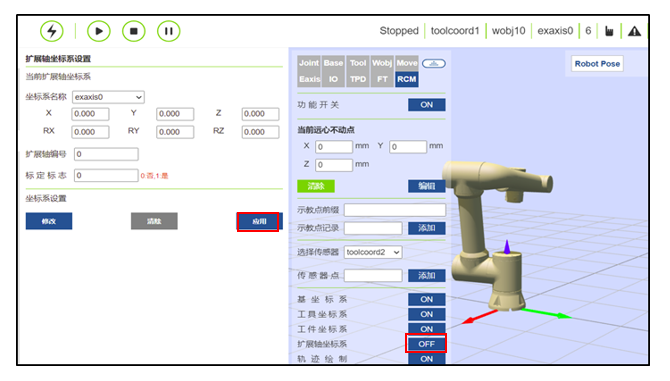 Stopped toolcoord1 wobj10 exaxis0 6
扩展轴坐标系设置
当前扩展轴坐标系
坐标系名称 exaxis0
X 0.000 Y 0.000 Z 0.000
RX 0.000 RY 0.000 RZ 0.000
扩展轴编号 0
标定标志 0 0 否,1 是
坐标系设置
修改 清除 应用
Joint Base Tool Wobj Move
Eaxis IO TPD FT RCM
功能开关 ON
当前远心不动点
X 0 mm Y 0 mm
Z 0 mm
清除 编辑
示教点前缀
示教点记录 添加
选择传感器 toolcoord2
传感器点 添加
基坐标系 ON
工具坐标系 ON
工件坐标系 ON
扩展轴坐标系 OFF
轨迹绘制 ON
Robot Pose